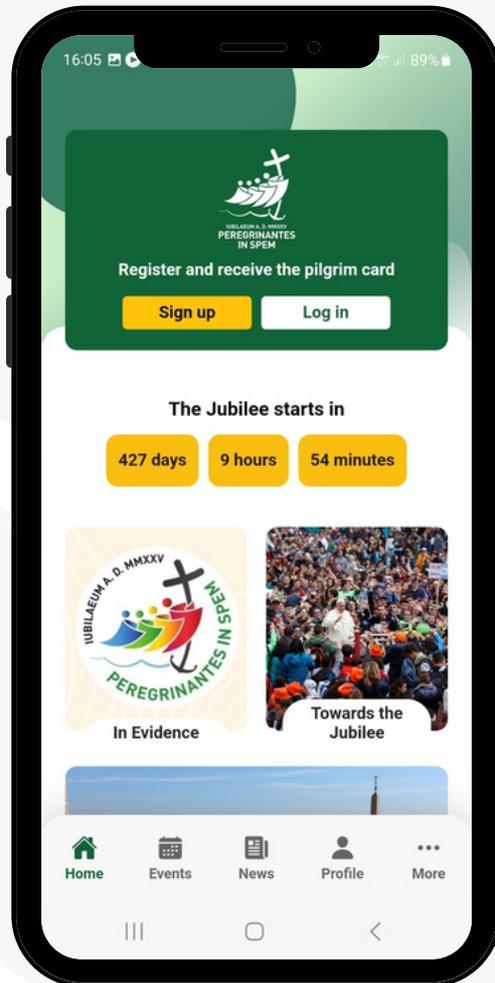 16:05
89%
IUBILAEUM A. D. MMXXV
PEREGRINANTES
IN SPEM
Register and receive the pilgrim card
Sign up
Log in
The Jubilee starts in
427 days
9 hours
54 minutes
IUBILAEUM A. D. MMXXV
PEREGRINANTES IN SPEM
In Evidence
Towards the
Jubilee
Home
Events
News
Profile
More